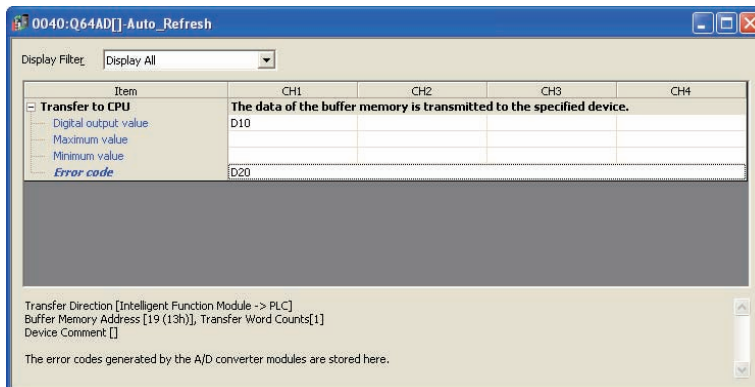 0040:Q64AD[]-Auto_Refresh
Display Filter Display All
Item CH1 CH2 CH3 CH4
Transfer to CPU The data of the buffer memory is transmitted to the specified device.
Digital output value D10
Maximum value
Minimum value
Error code D20
Transfer Direction [Intelligent Function Module -> PLC]
Buffer Memory Address [19 (13h)], Transfer Word Counts[1]
Device Comment []
The error codes generated by the A/D converter modules are stored here.